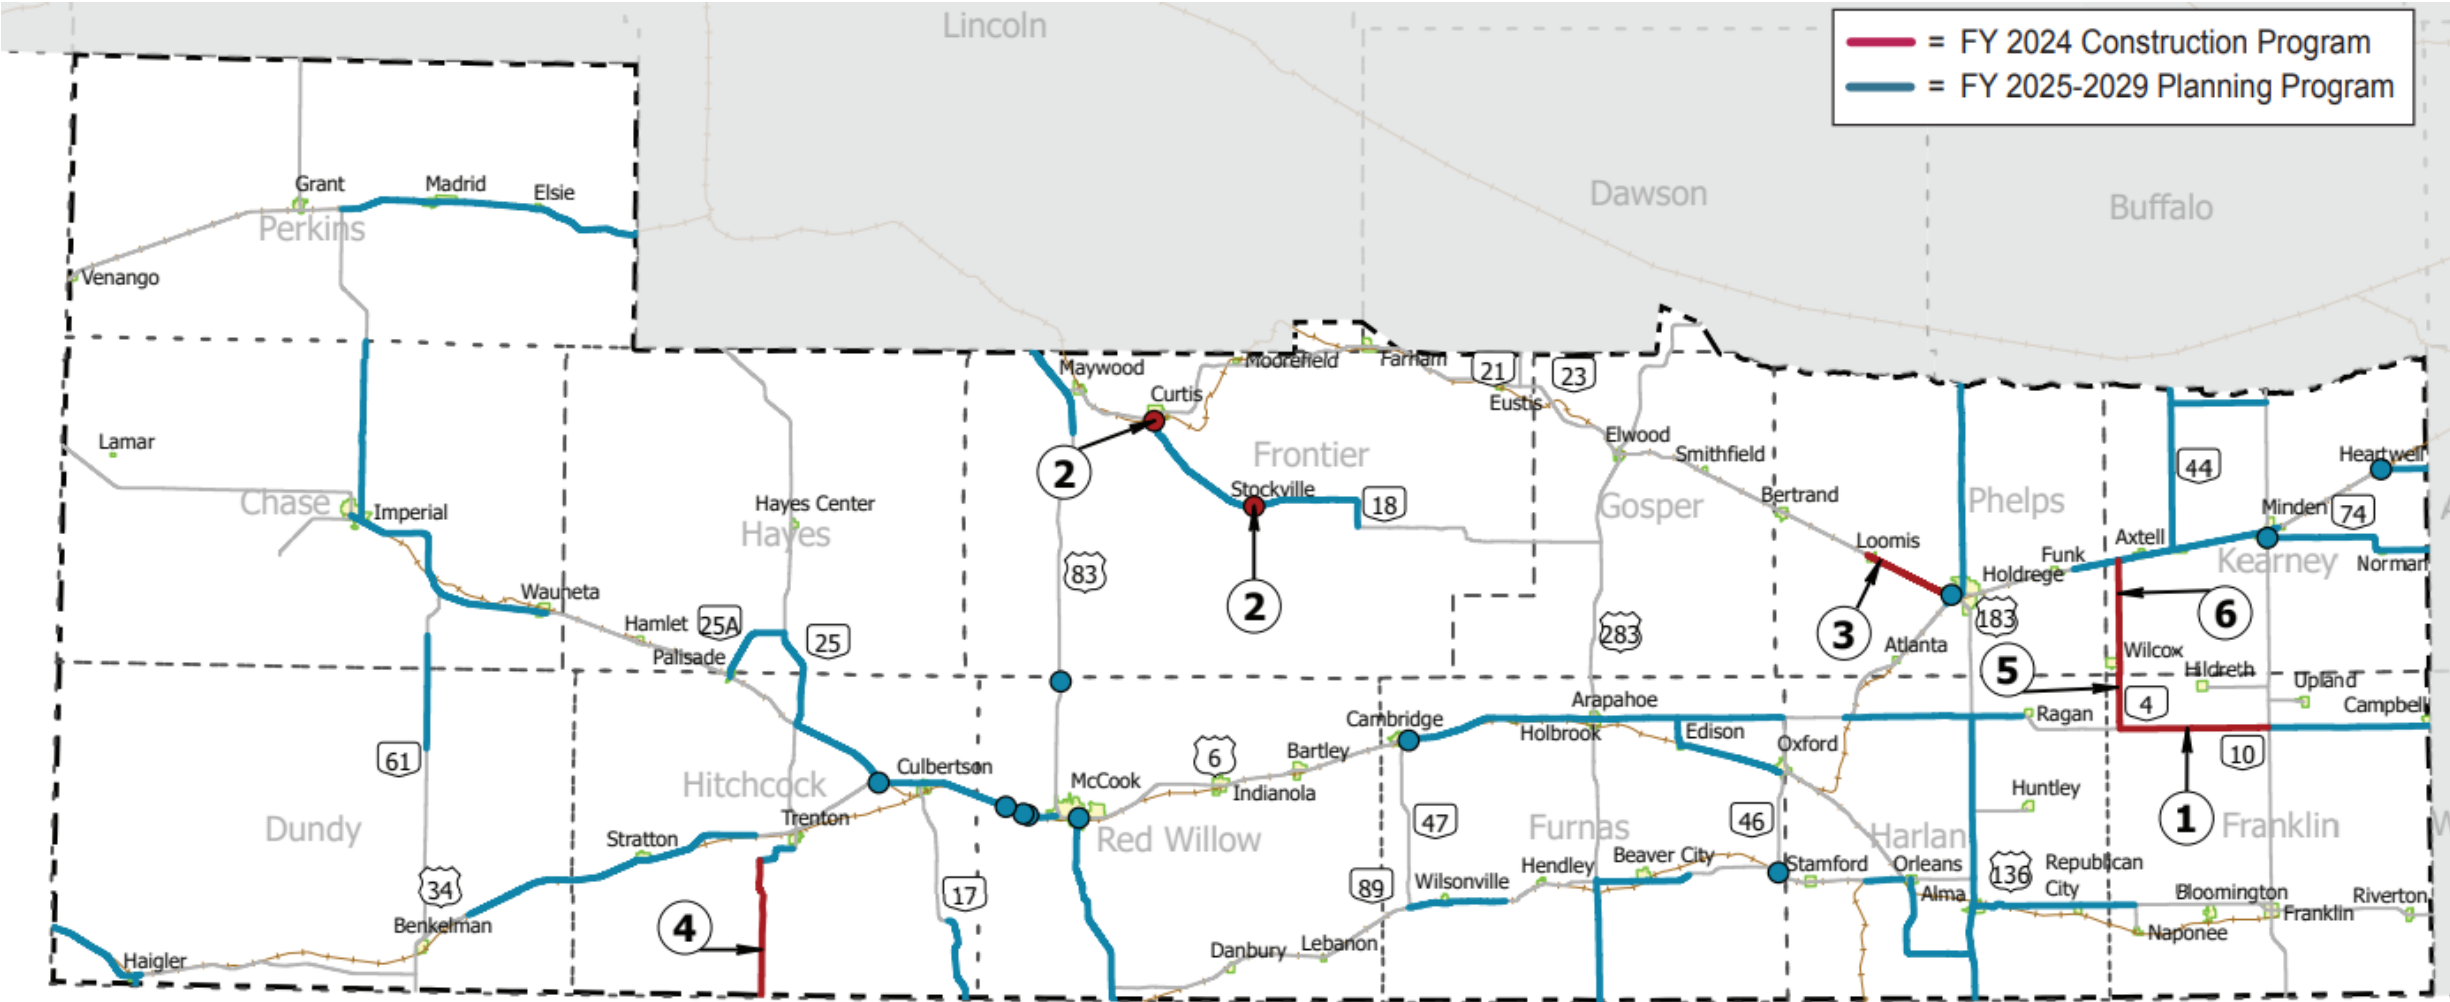 Lincoln
= FY 2024 Construction Program
= FY 2025-2029 Planning Program
Grant
Madrid
Elsie
Perkins
Venango
Dawson
Buffalo
Maywood
Moorefield
Farnam
21
23
Curtis
Eustis
Lamar
Chase
Imperial
Hayes Center
Hayes
2
Frontier
Stockville
18
Elwood
Smithfield
Gosper
Bertrand
Phelps
44
Heartwell
Minden
74
Loomis
Funk
Axtell
Kearney
Norman
Holdrege
83
2
Wauneta
Hamlet
25A
25
Palisade
283
3
183
6
Atlanta
5
Wilcox
Hildreth
Upland
4
Campbell
Arapahoe
Cambridge
Holbrook
Edison
Oxford
Ragan
10
61
Culbertson
Hitchcock
McCook
6
Bartley
Indianola
Huntley
1
Dundy
Stratton
Trenton
Red Willow
47
Furnas
46
Harlan
Franklin
W
34
17
89
Wilsonville
Hendley
Beaver City
Stamford
Orleans
Alma
136
Republican
City
Bloomington
Franklin
Riverton
Naponee
Benkelman
4
Haigler
Danbury
Lebanon